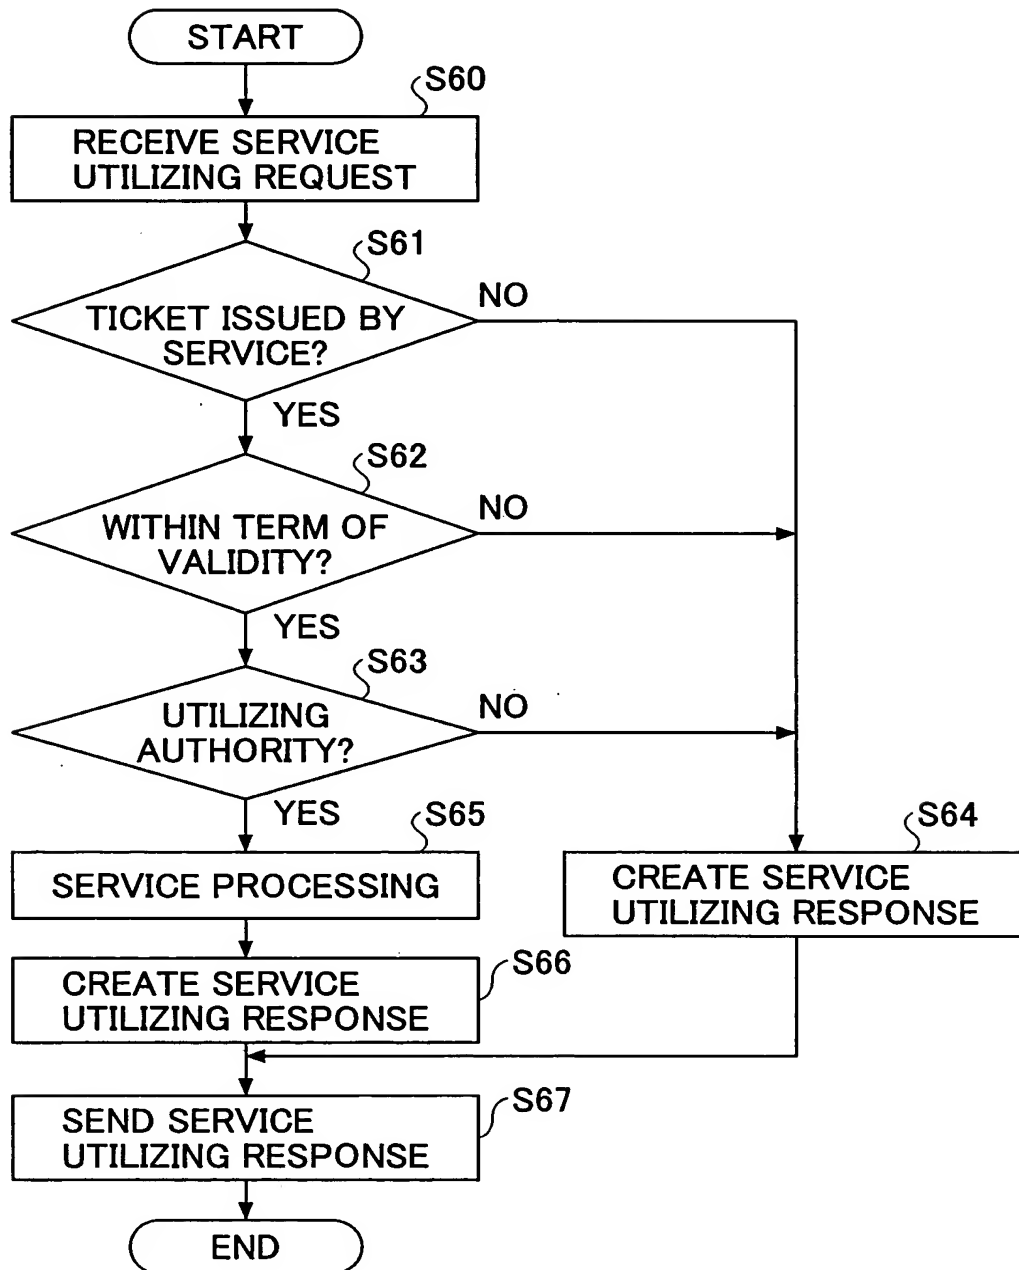 START
S60
RECEIVE SERVICE
UTILIZING REQUEST
S61
TICKET ISSUED BY
SERVICE?
NO
YES
S62
WITHIN TERM OF
VALIDITY?
NO
YES
S63
UTILIZING
AUTHORITY?
NO
YES
S65
SERVICE PROCESSING
S64
CREATE SERVICE
UTILIZING RESPONSE
S66
CREATE SERVICE
UTILIZING RESPONSE
S67
SEND SERVICE
UTILIZING RESPONSE
END